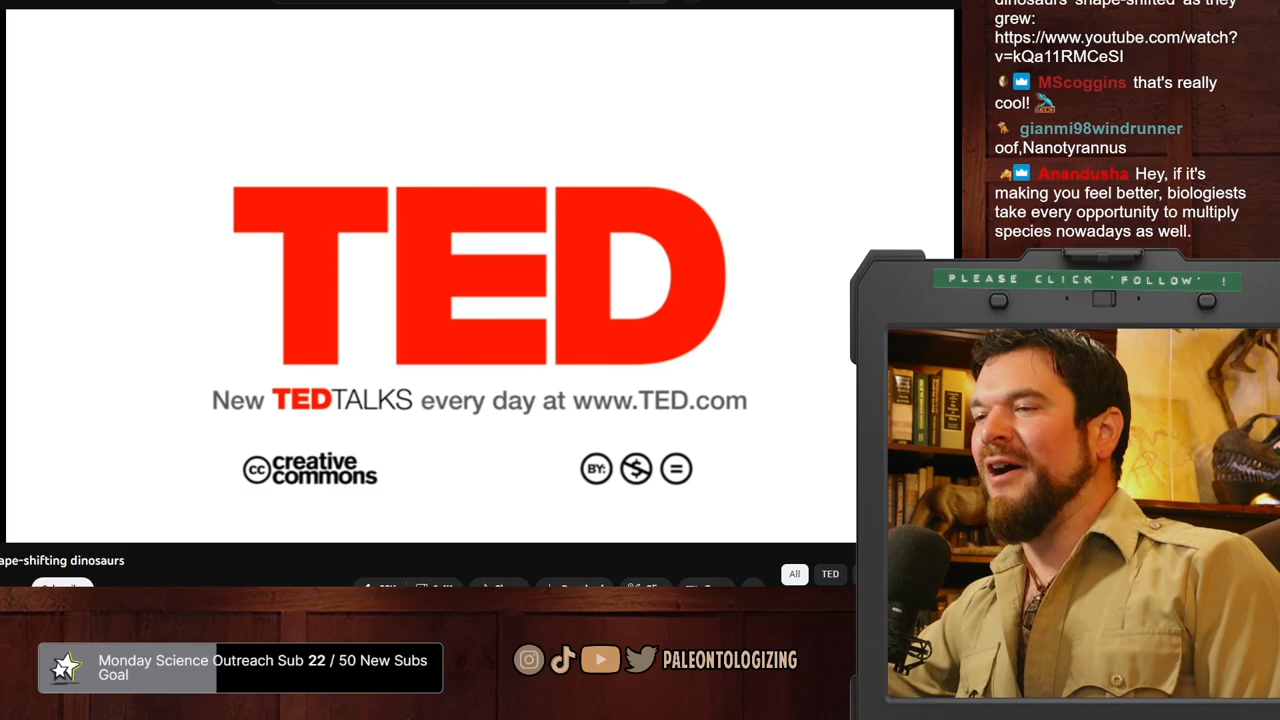 TED
New TEDTALKS every day at www.TED.com
creative
commons
BY:
ape-shifting dinosaurs
All
TED
dinosaurs 'shape-shifted' as they
grew:
https://www.youtube.com/watch?
v=kQa11RMCeSI
MScoggins that's really
cool!
gianmi98windrunner
oof,Nanotyrannus
Anandusha Hey, if it's
making you feel better, biologiests
take every opportunity to multiply
species nowadays as well.
PLEASE CLICK 'FOLLOW' !
Monday Science Outreach Sub 22 / 50 New Subs
Goal
PALEONTOLOGIZING